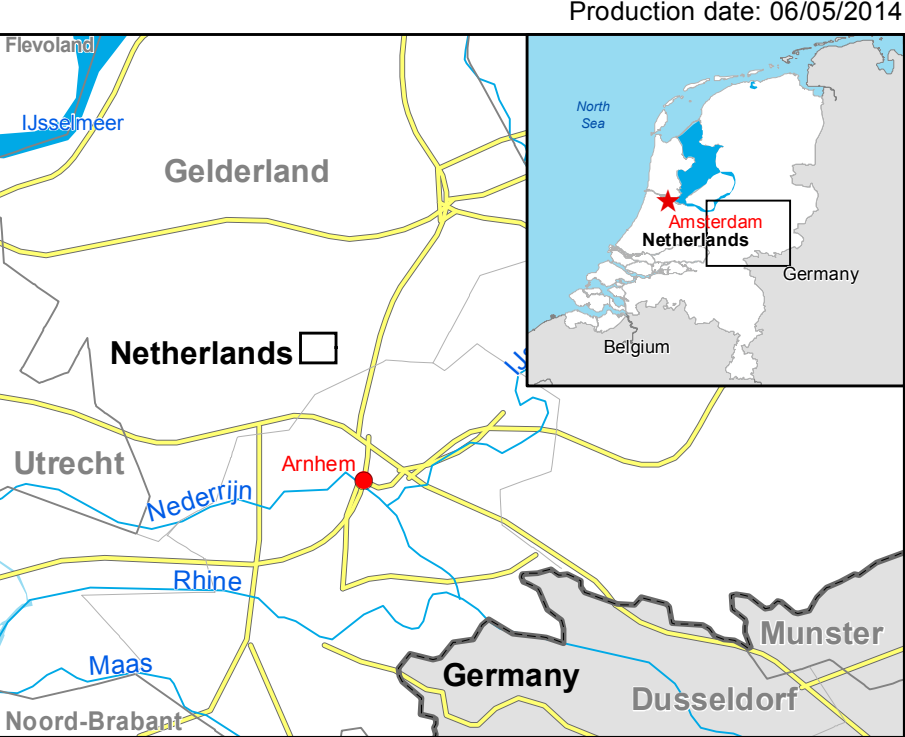 Production date: 06/05/2014
Flevoland
IJsselmeer
Gelderland
North
Sea
Amsterdam
Netherlands
Germany
Belgium
Netherlands
Utrecht
Arnhem
Nederrijn
Rhine
Maas
Munster
Germany
Dusseldorf
Noord-Brabant